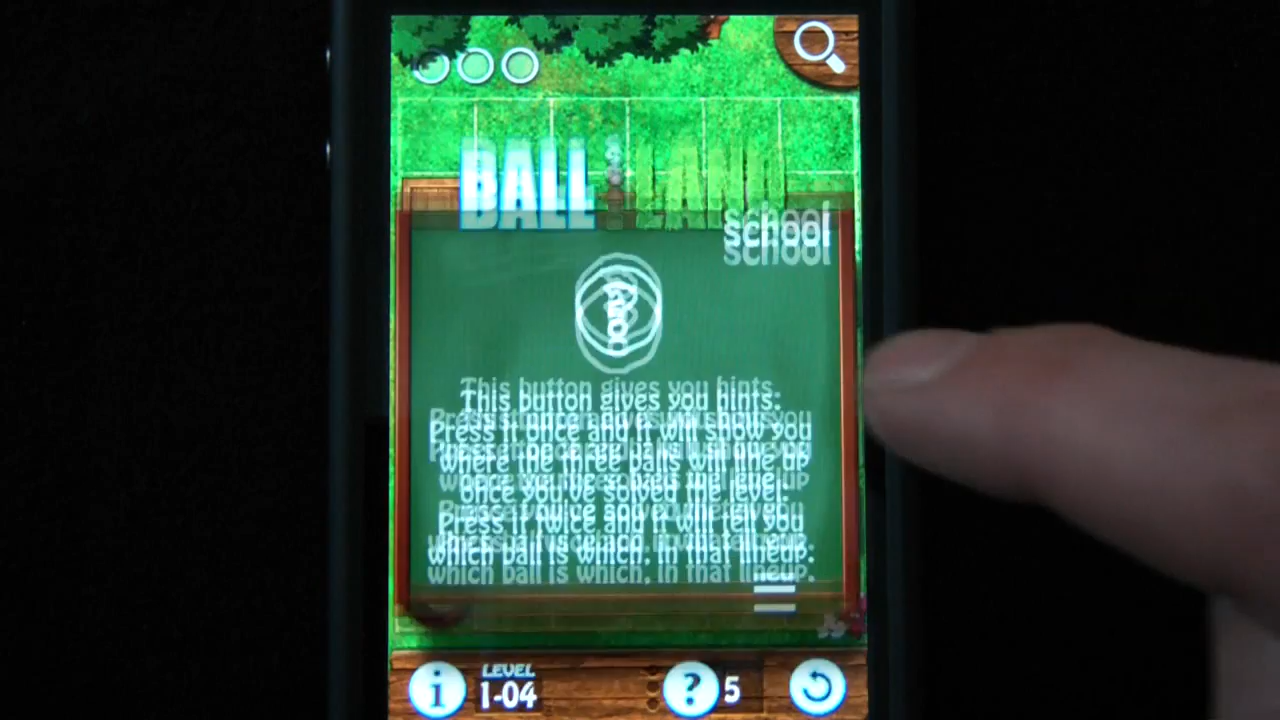 BALL LAND
school
?
This button gives you hints:
Press it once and it will show you
where the three balls will line up
once you've solved the level:
Press it twice and it will tell you
which ball is which, in that lineup:
i
LEVEL
1-04
? 5